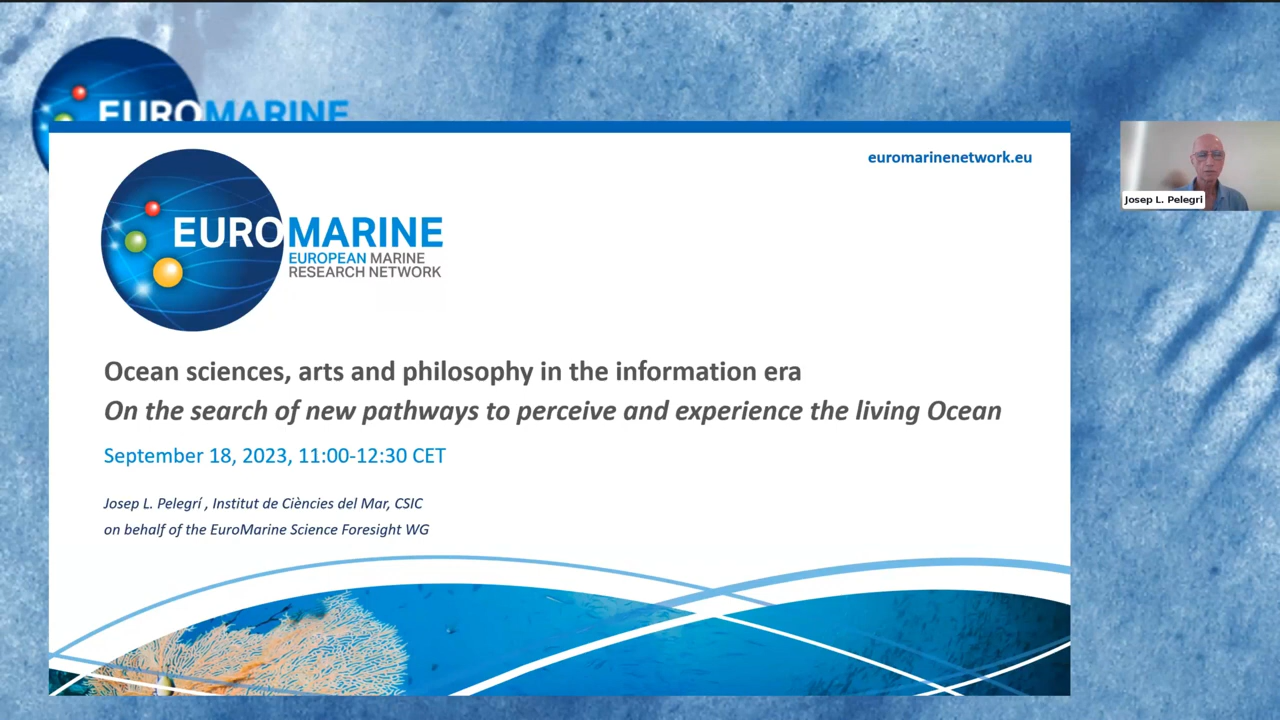 EUROMARINE
euromarinenetwork.eu
EUROMARINE
EUROPEAN MARINE
RESEARCH NETWORK
Josep L. Pelegri
Ocean sciences, arts and philosophy in the information era
On the search of new pathways to perceive and experience the living Ocean
September 18, 2023, 11:00-12:30 CET
Josep L. Pelegrí , Institut de Ciències del Mar, CSIC
on behalf of the EuroMarine Science Foresight WG